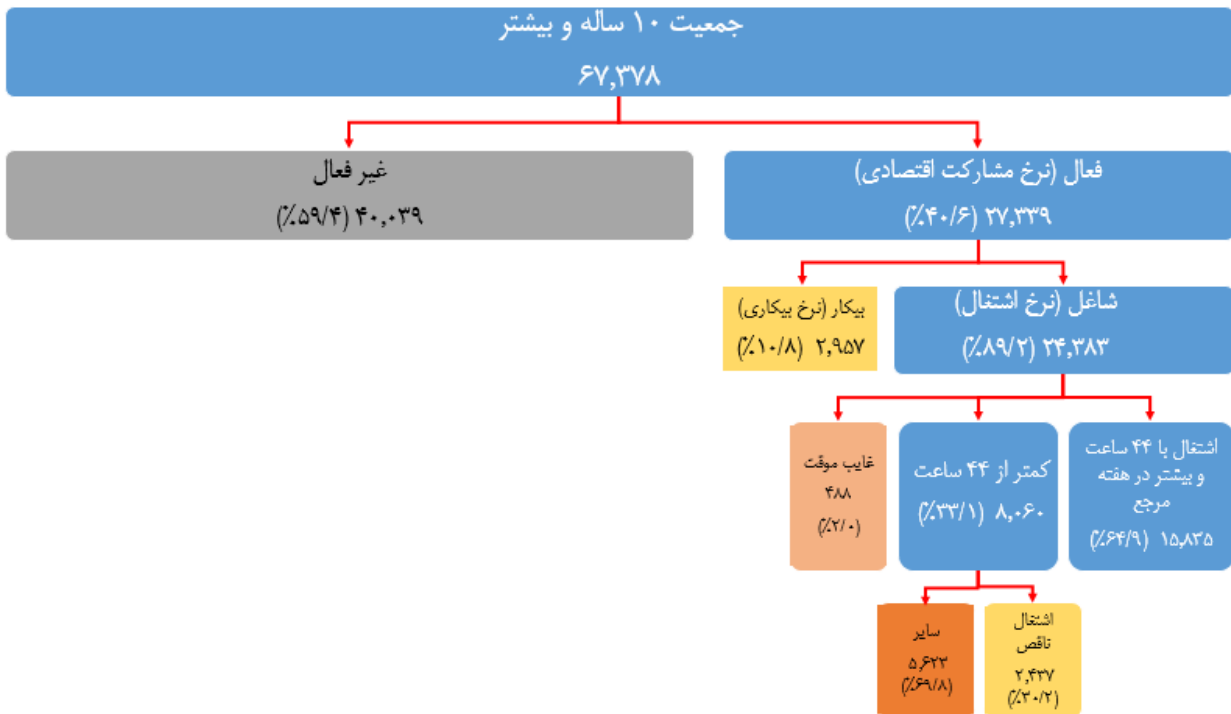 جمعیت ۱۰ ساله و بیشتر
۶۷,۳۷۸
فعال (نرخ مشارکت اقتصادی)
۲۷,۳۳۹ (٪۴۰/۶)
غیر فعال
۴۰,۰۳۹ (٪۵۹/۴)
شاغل (نرخ اشتغال)
۲۴,۳۸۳ (٪۸۹/۲)
بیکار (نرخ بیکاری)
۲,۹۵۷ (٪۱۰/۸)
اشتغال با ۴۴ ساعت
و بیشتر در هفته
مرجع
۱۵,۸۳۵ (٪۶۴/۹)
کمتر از ۴۴ ساعت
۸,۰۶۰ (٪۳۳/۱)
غایب موقت
۴۸۸
(٪۲/۰)
اشتغال
ناقص
۲,۴۳۷
(٪۳۰/۲)
سایر
۵,۶۲۳
(٪۶۹/۸)